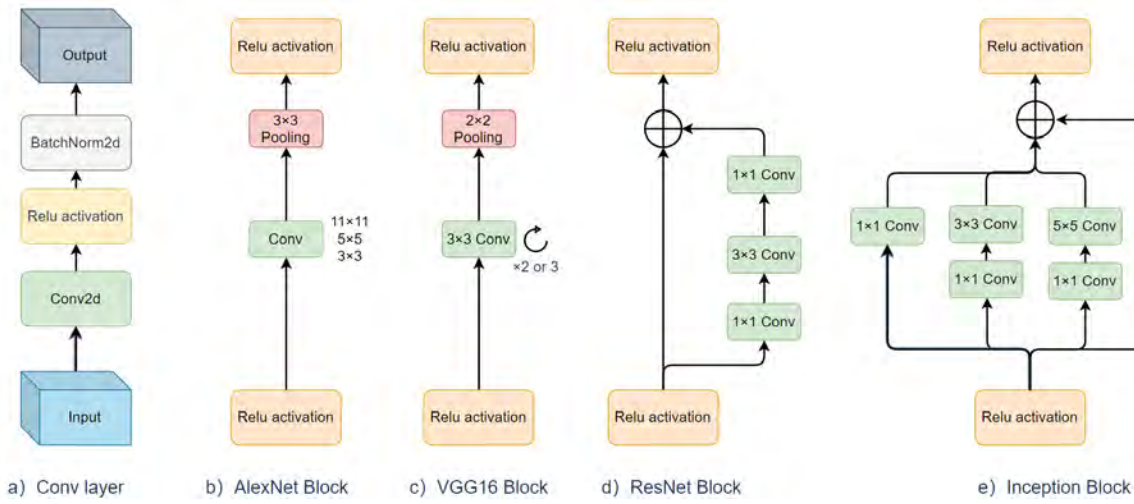 Output
BatchNorm2d
Relu activation
Conv2d
Input
a) Conv layer
Relu activation
3×3
Pooling
Conv
11×11
5×5
3×3
Relu activation
b) AlexNet Block
Relu activation
2×2
Pooling
3×3 Conv
×2 or 3
Relu activation
c) VGG16 Block
Relu activation
1×1 Conv
3×3 Conv
1×1 Conv
Relu activation
d) ResNet Block
Relu activation
1×1 Conv
3×3 Conv
5×5 Conv
1×1 Conv
1×1 Conv
Relu activation
e) Inception Block